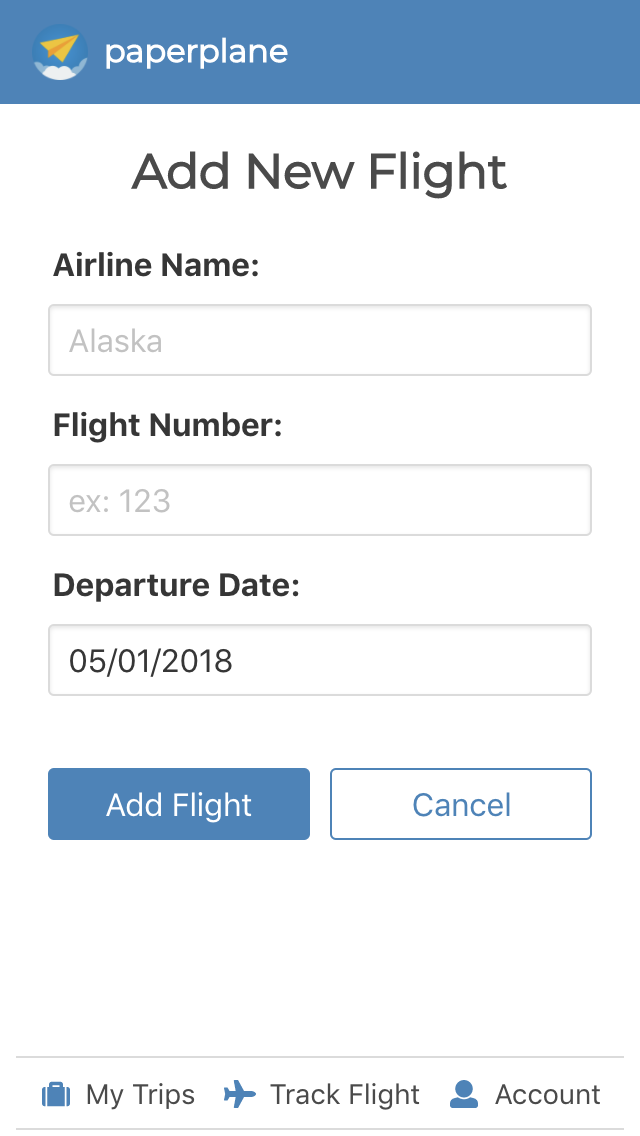 paperplane
Add New Flight
Airline Name:
Alaska
Flight Number:
ex: 123
Departure Date:
05/01/2018
Add Flight Cancel
My Trips Track Flight Account